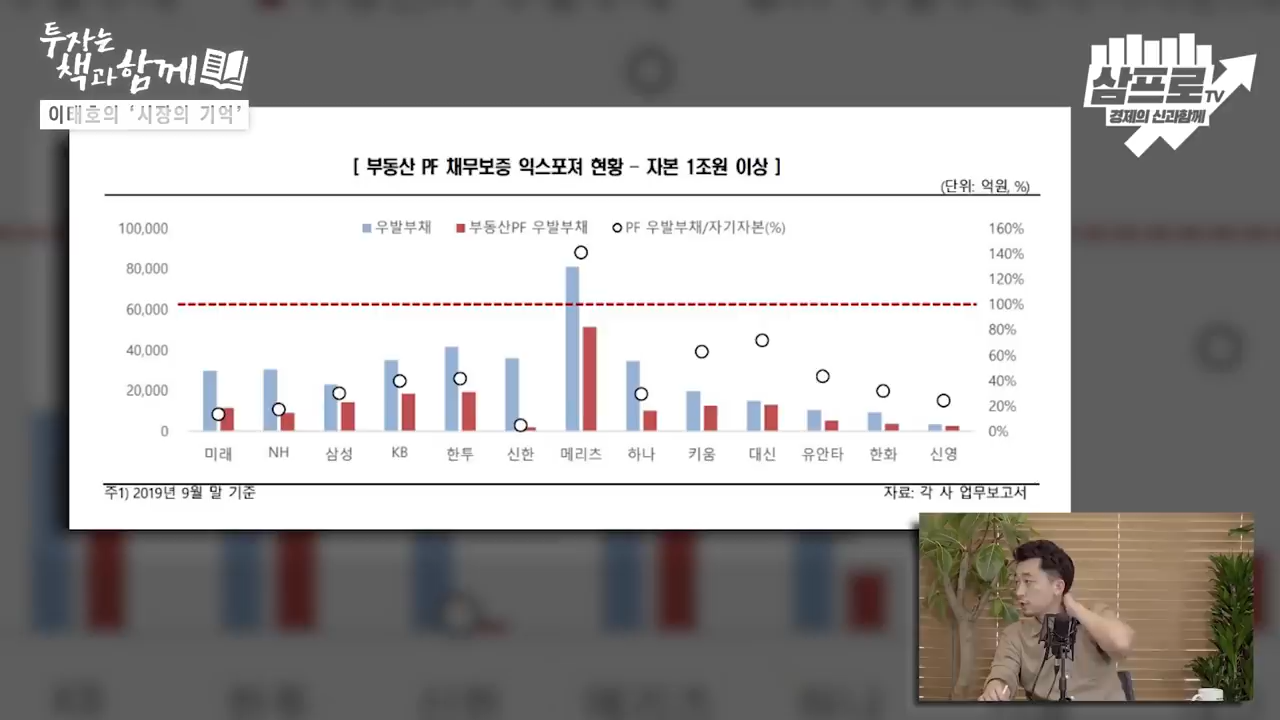 투자는
책과함께
이태호의 ‘시장의 기억’
삼프로TV
경제의 신과함께
[ 부동산 PF 채무보증 익스포져 현황 – 자본 1조원 이상 ]
(단위: 억원, %)
우발부채 부동산PF 우발부채 PF 우발부채/자기자본(%)
100,000 160%
80,000 140%
60,000 120%
40,000 100%
20,000 80%
0 60%
40%
20%
0%
미래 NH 삼성 KB 한투 신한 메리츠 하나 키움 대신 유안타 한화 신영
주1) 2019년 9월 말 기준 자료: 각 사 업무보고서